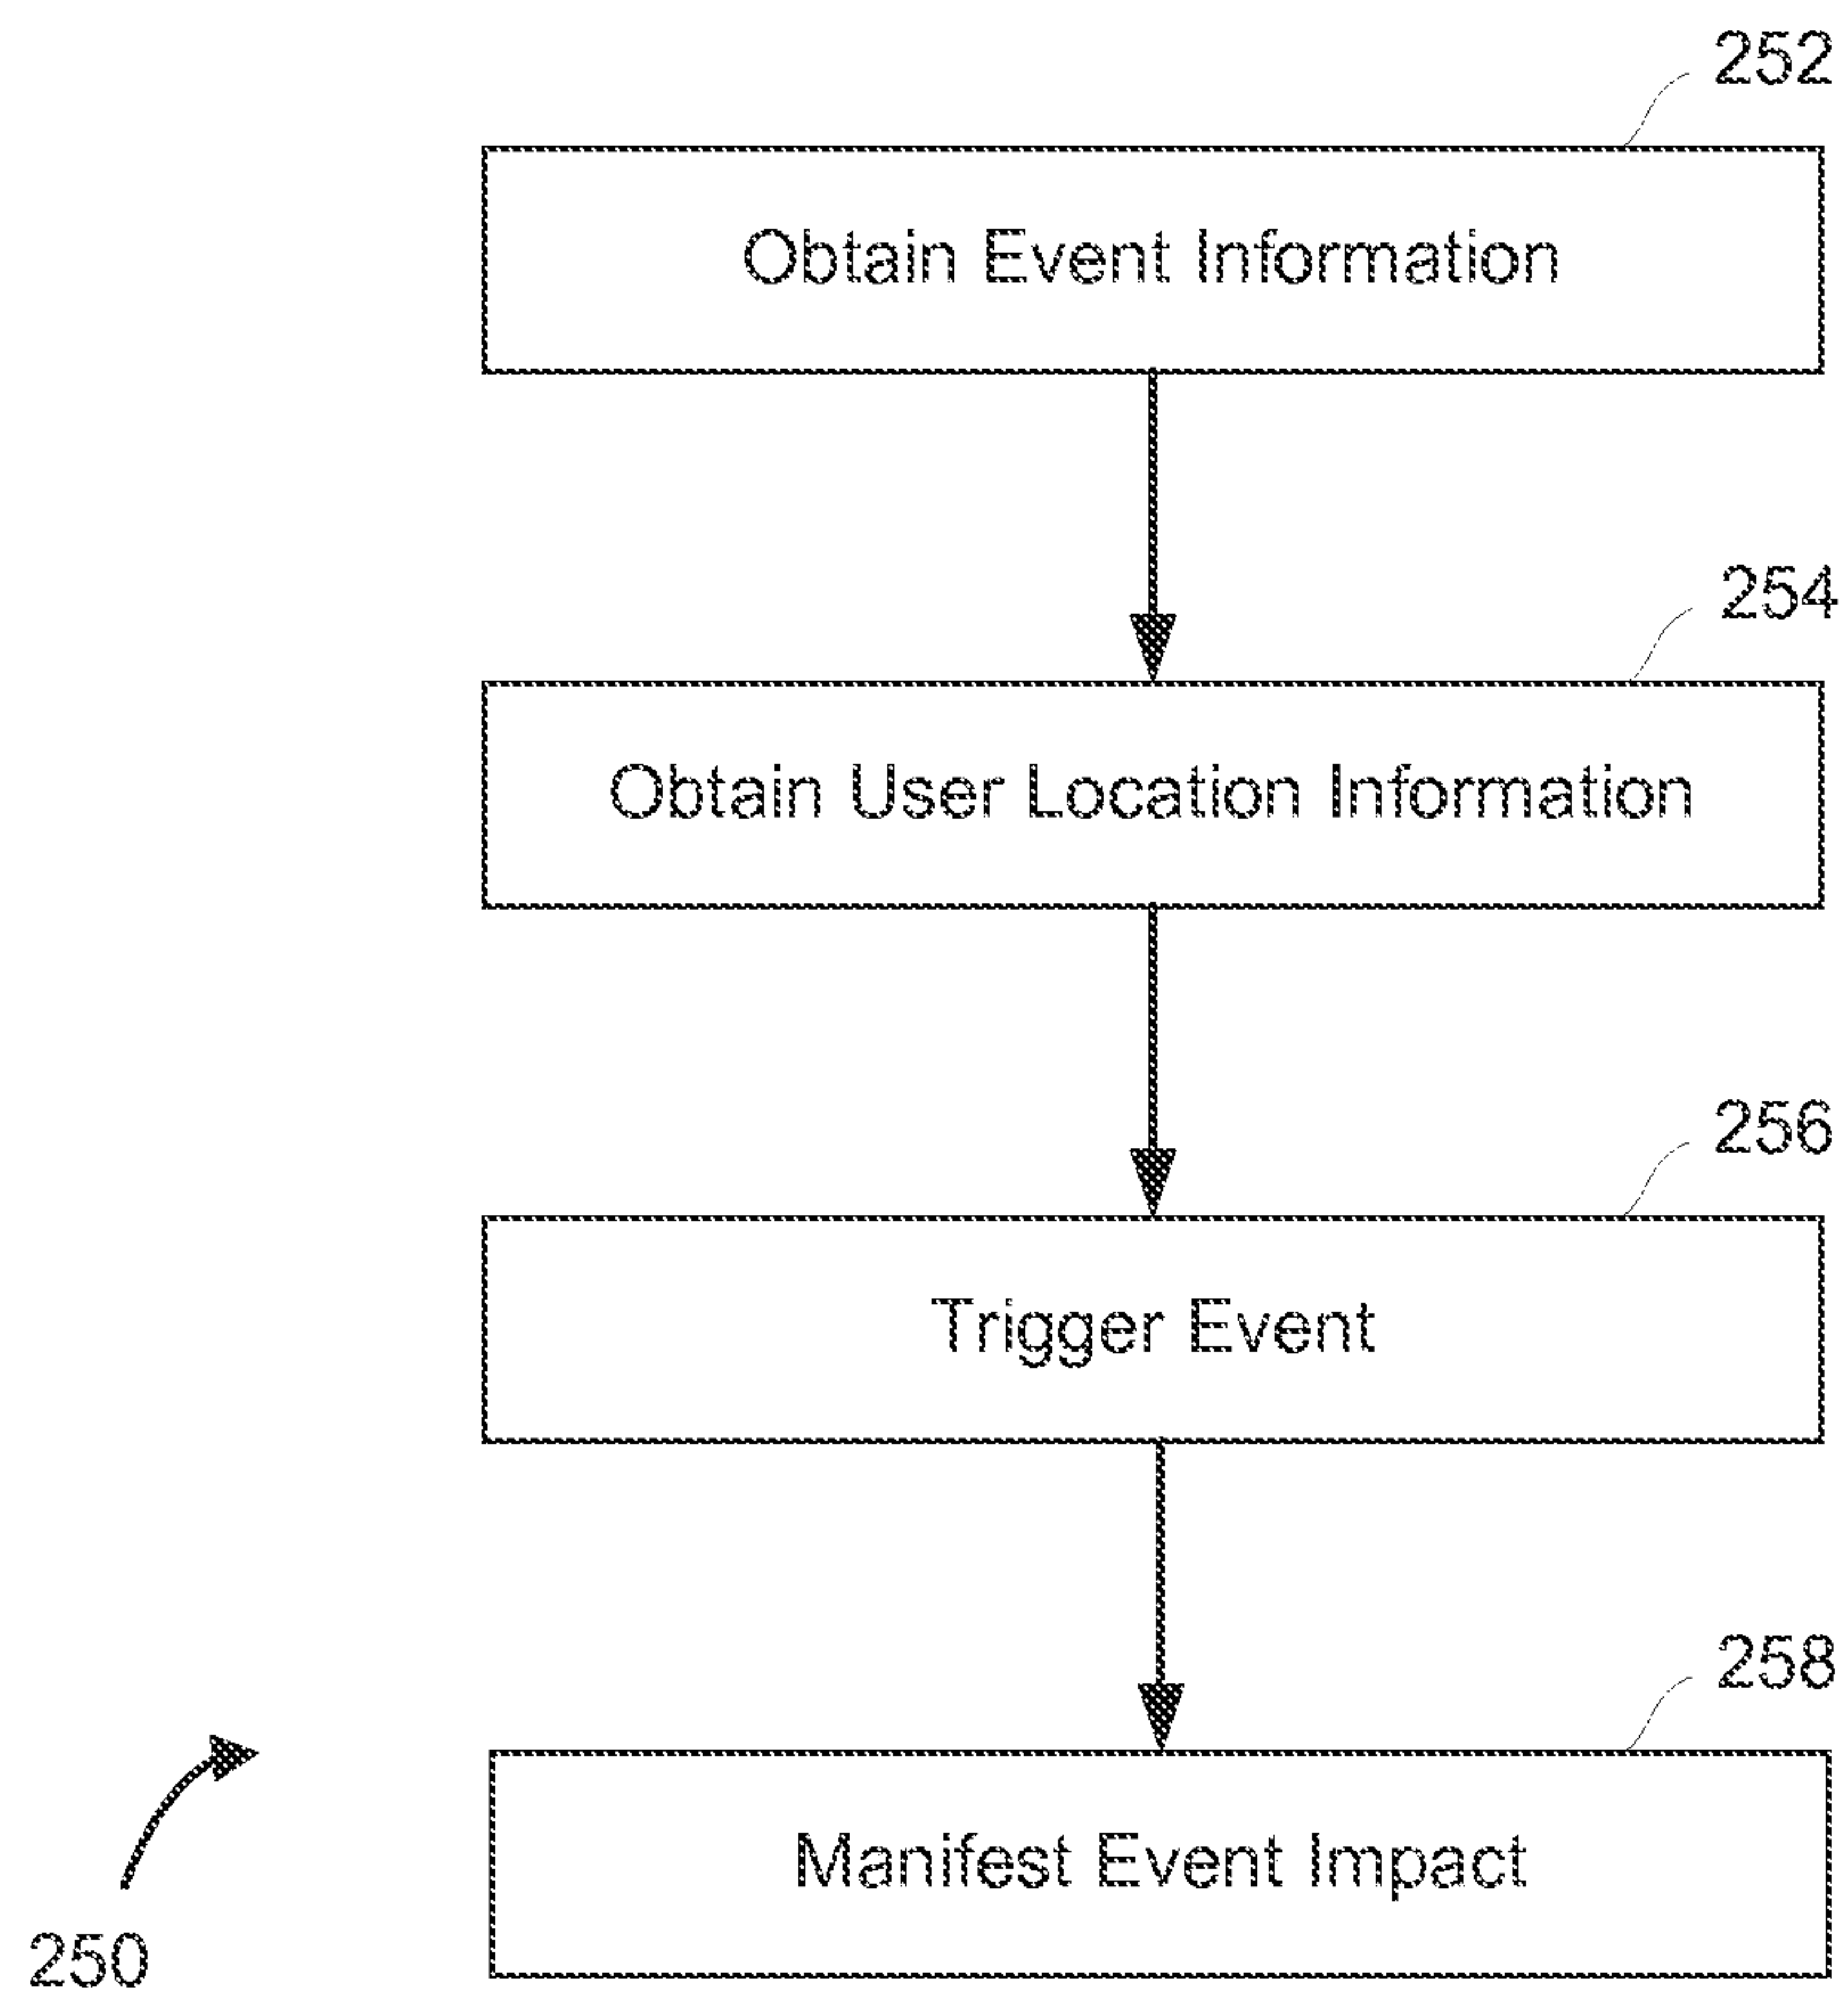 252
Obtain Event Information
254
Obtain User Location Information
256
Trigger Event
258
Manifest Event Impact
250